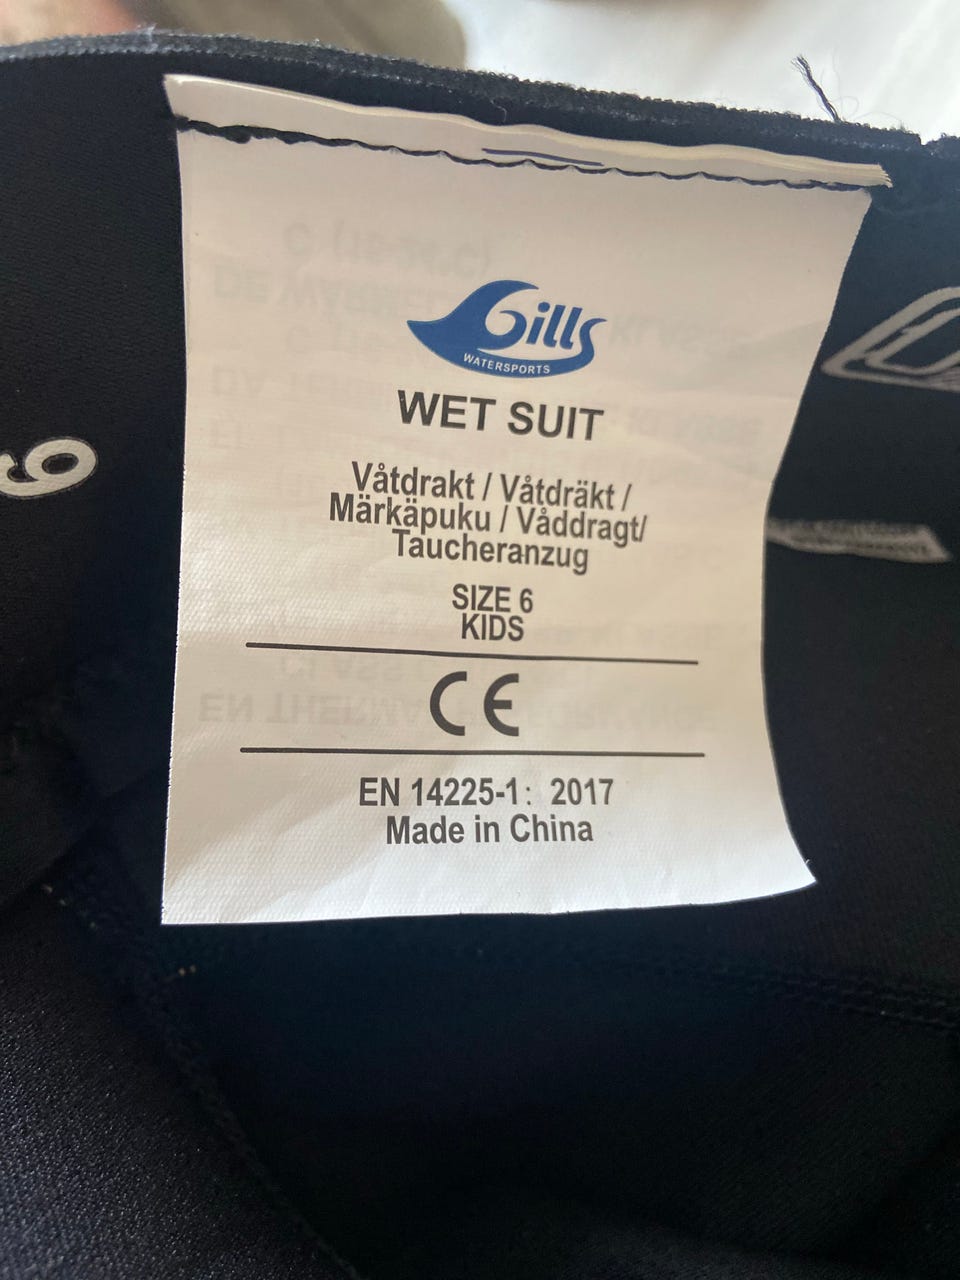 Gills
WATERSPORTS
WET SUIT
Våtdrakt / Våtdräkt /
Märkäpuku / Våddragt/
Taucheranzug
SIZE 6
KIDS
CE
EN 14225-1: 2017
Made in China
6